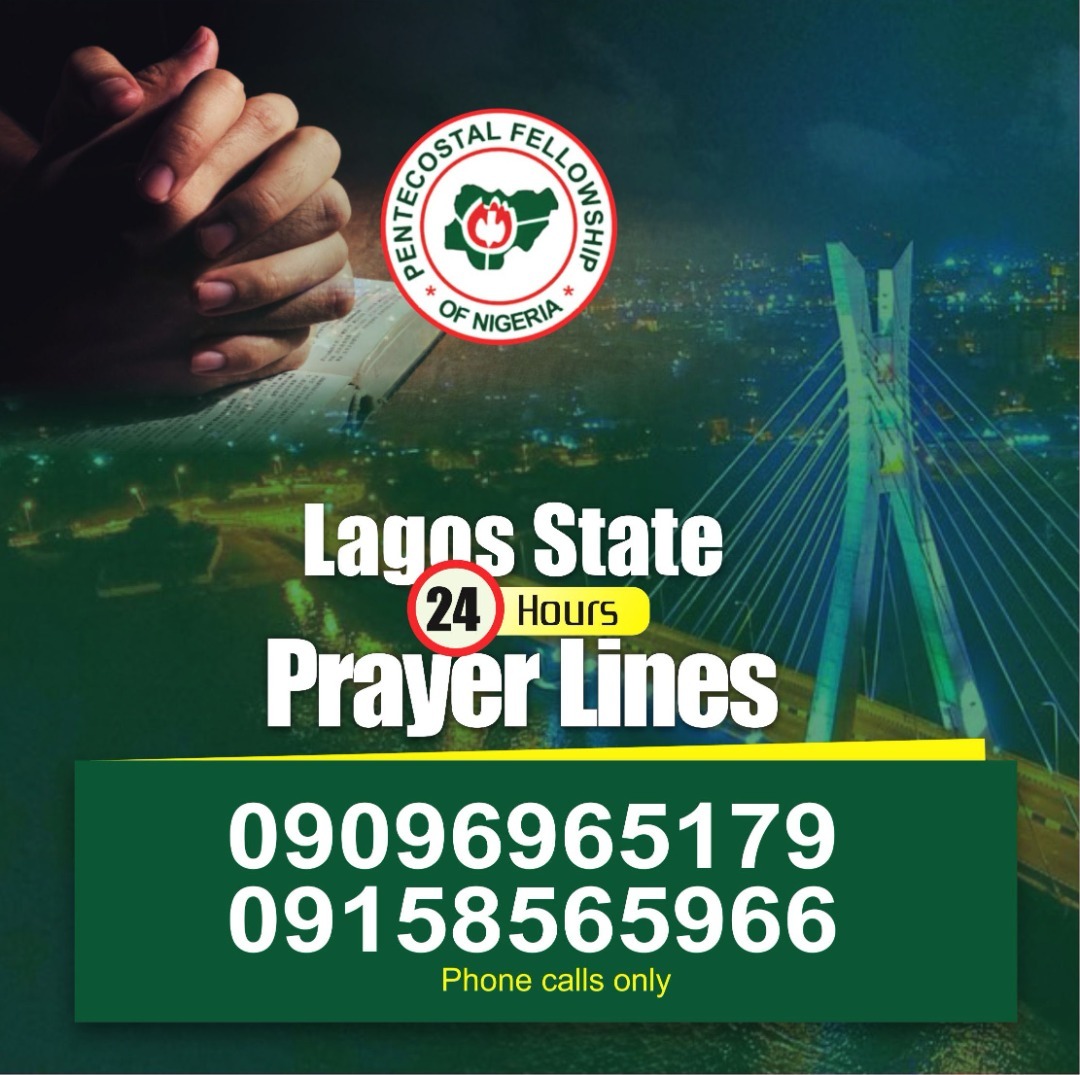 PENTECOSTAL FELLOWSHIP
* OF NIGERIA *
Lagos State
24 Hours
Prayer Lines
09096965179
09158565966
Phone calls only